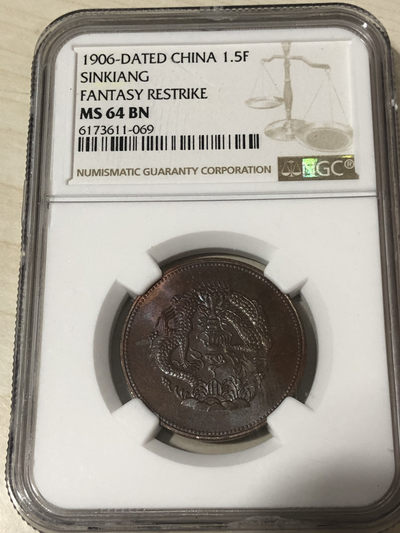 1906-DATED CHINA 1.5F
SINKIANG
FANTASY RESTRIKE
MS 64 BN
6173611-069
NUMISMATIC GUARANTY CORPORATION
NGC®